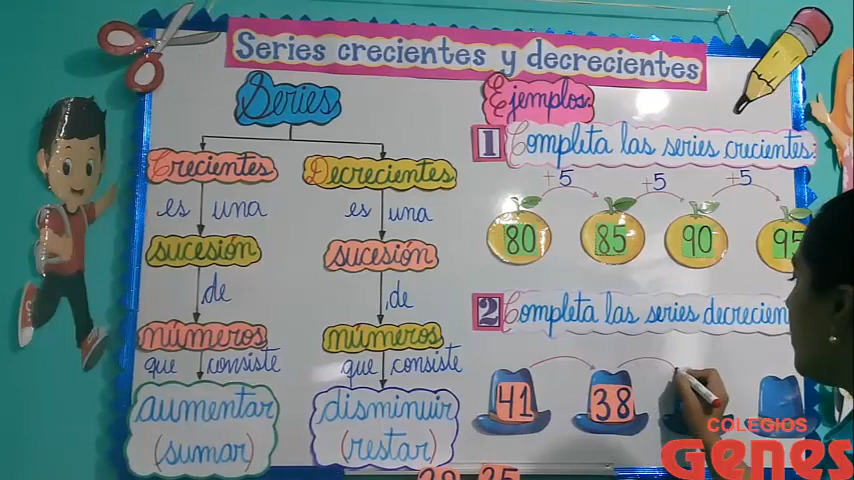 Series crecientes y decrecientes
Series
Crecientes
es una
sucesión
de
números
que consiste
aumentar
(sumar)
Decrecientes
es una
sucesión
de
números
que consiste
disminuir
(restar)
Ejemplos:
1 Completa las series crecientes
+5 +5 +5
80 85 90 95
2 Completa las series decrecien
41 38
COLEGIOS
Genes